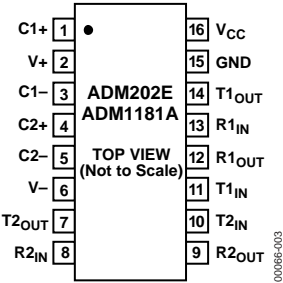 C1+ 1
V+ 2
C1– 3
C2+ 4
C2– 5
V– 6
T2OUT 7
R2IN 8
ADM202E
ADM1181A
TOP VIEW
(Not to Scale)
16 VCC
15 GND
14 T1OUT
13 R1IN
12 R1OUT
11 T1IN
10 T2IN
9 R2OUT
00066-003